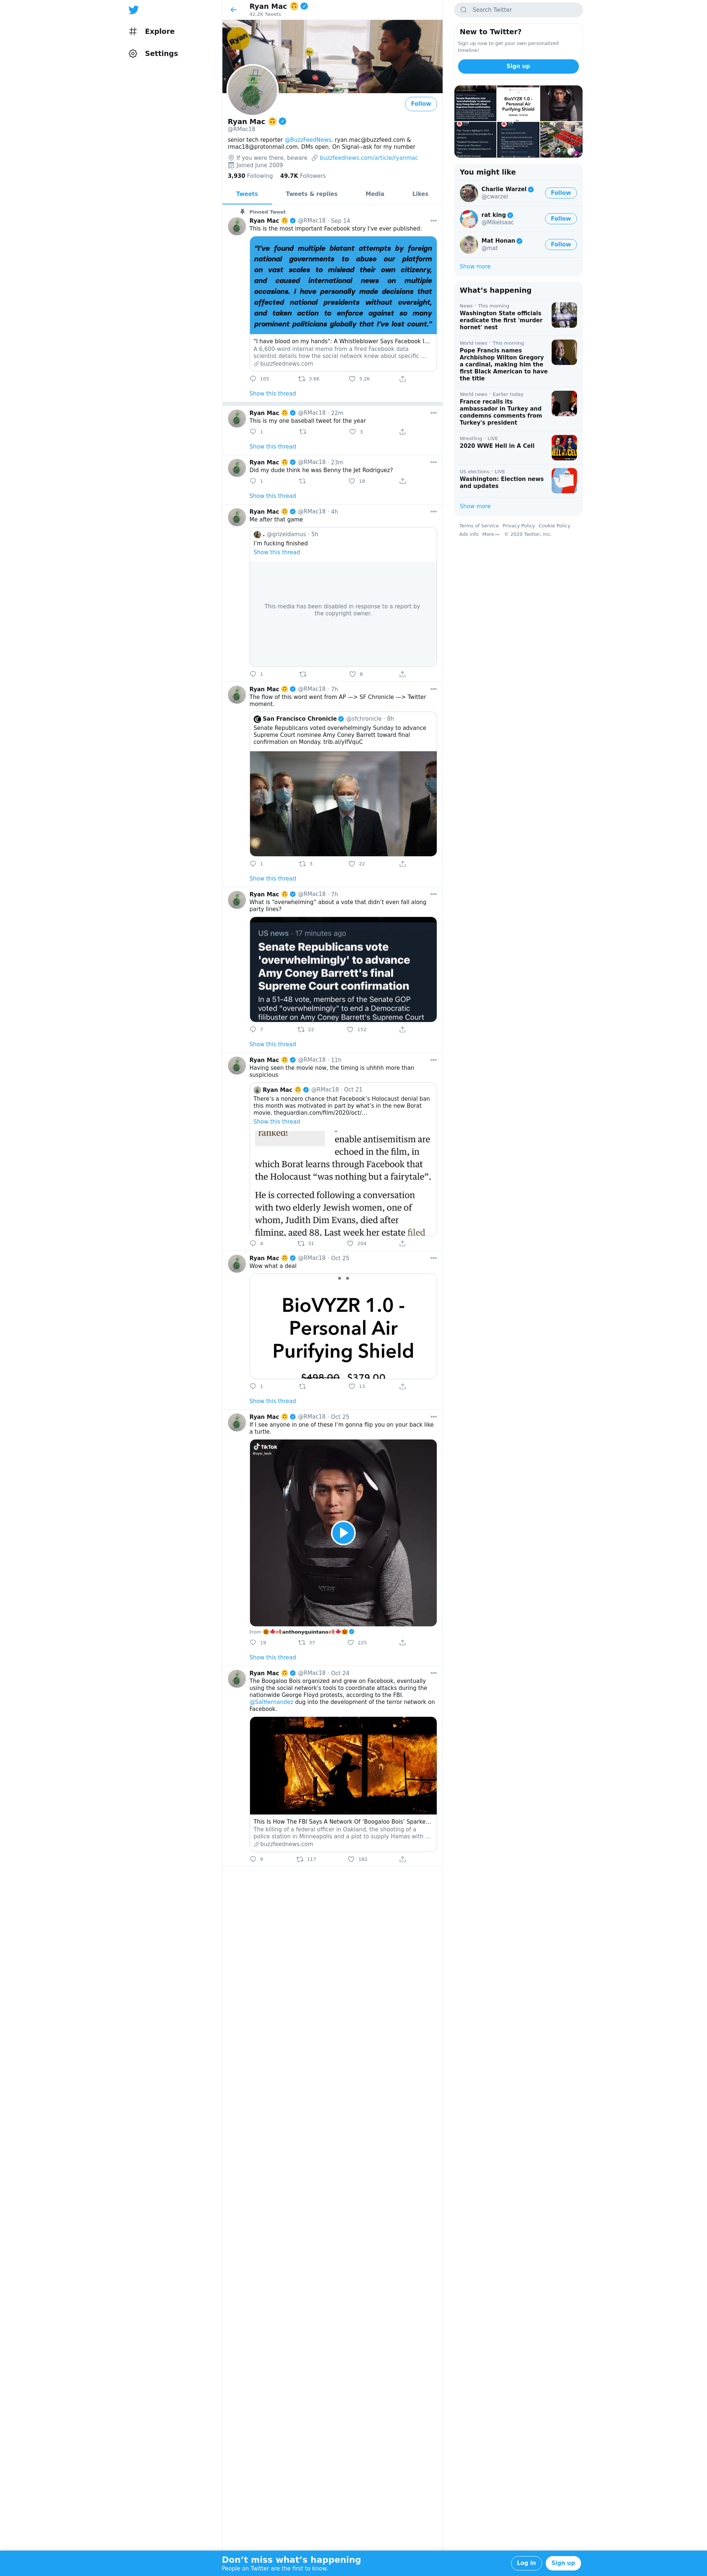 Explore
Settings
Ryan Mac 🙃
42.2K Tweets
Ryan
Follow
Ryan Mac 🙃
@RMac18
senior tech reporter @BuzzFeedNews. ryan.mac@buzzfeed.com &
rmac18@protonmail.com. DMs open. On Signal--ask for my number
If you were there, beware buzzfeednews.com/article/ryanmac
Joined June 2009
3,930 Following 49.7K Followers
Tweets Tweets & replies Media Likes
Pinned Tweet
Ryan Mac 🙃 @RMac18 · Sep 14
This is the most important Facebook story I've ever published:
"I've found multiple blatant attempts by foreign
national governments to abuse our platform
on vast scales to mislead their own citizenry,
and caused international news on multiple
occasions. I have personally made decisions that
affected national presidents without oversight,
and taken action to enforce against so many
prominent politicians globally that I've lost count."
"I have blood on my hands": A Whistleblower Says Facebook I...
A 6,600-word internal memo from a fired Facebook data
scientist details how the social network knew about specific ...
buzzfeednews.com
105 3.6K 5.2K
Show this thread
Ryan Mac 🙃 @RMac18 · 22m
This is my one baseball tweet for the year
1 3
Show this thread
Ryan Mac 🙃 @RMac18 · 23m
Did my dude think he was Benny the Jet Rodriguez?
1 18
Show this thread
Ryan Mac 🙃 @RMac18 · 4h
Me after that game
. @grizeldamus · 5h
I'm fucking finished
Show this thread
This media has been disabled in response to a report by
the copyright owner.
1 8
Ryan Mac 🙃 @RMac18 · 7h
The flow of this word went from AP —> SF Chronicle —> Twitter
moment.
San Francisco Chronicle @sfchronicle · 8h
Senate Republicans voted overwhelmingly Sunday to advance
Supreme Court nominee Amy Coney Barrett toward final
confirmation on Monday. trib.al/yIfVquC
1 3 22
Show this thread
Ryan Mac 🙃 @RMac18 · 7h
What is "overwhelming" about a vote that didn't even fall along
party lines?
US news · 17 minutes ago
Senate Republicans vote
'overwhelmingly' to advance
Amy Coney Barrett's final
Supreme Court confirmation
In a 51-48 vote, members of the Senate GOP
voted "overwhelmingly" to end a Democratic
filibuster on Amy Coney Barrett's Supreme Court
7 22 152
Show this thread
Ryan Mac 🙃 @RMac18 · 11h
Having seen the movie now, the timing is uhhhh more than
suspicious
Ryan Mac 🙃 @RMac18 · Oct 21
There's a nonzero chance that Facebook's Holocaust denial ban
this month was motivated in part by what's in the new Borat
movie. theguardian.com/film/2020/oct/...
Show this thread
ranked!
enable antisemitism are
echoed in the film, in
which Borat learns through Facebook that
the Holocaust "was nothing but a fairytale".
He is corrected following a conversation
with two elderly Jewish women, one of
whom, Judith Dim Evans, died after
filming, aged 88. Last week her estate filed
4 31 204
Ryan Mac 🙃 @RMac18 · Oct 25
Wow what a deal
BioVYZR 1.0 -
Personal Air
Purifying Shield
$498.00 $379.00
1 13
Show this thread
Ryan Mac 🙃 @RMac18 · Oct 25
If I see anyone in one of these I'm gonna flip you on your back like
a turtle.
TikTok
VYZR
From 🎃🍁anthonyquintano🍁🎃
19 37 225
Show this thread
Ryan Mac 🙃 @RMac18 · Oct 24
The Boogaloo Bois organized and grew on Facebook, eventually
using the social network's tools to coordinate attacks during the
nationwide George Floyd protests, according to the FBI.
@SalHernandez dug into the development of the terror network on
Facebook.
This Is How The FBI Says A Network Of 'Boogaloo Bois' Sparke...
The killing of a federal officer in Oakland, the shooting of a
police station in Minneapolis and a plot to supply Hamas with ...
buzzfeednews.com
9 117 182
Search Twitter
New to Twitter?
Sign up now to get your own personalized
timeline!
Sign up
BioVYZR 1.0 -
Personal Air
Purifying Shield
You might like
Charlie Warzel
@cwarzel
Follow
rat king
@MikeIsaac
Follow
Mat Honan
@mat
Follow
Show more
What's happening
News · This morning
Washington State officials
eradicate the first 'murder
hornet' nest
World news · This morning
Pope Francis names
Archbishop Wilton Gregory
a cardinal, making him the
first Black American to have
the title
World news · Earlier today
France recalls its
ambassador in Turkey and
condemns comments from
Turkey's president
Wrestling · LIVE
2020 WWE Hell in A Cell
US elections · LIVE
Washington: Election news
and updates
Show more
Terms of Service Privacy Policy Cookie Policy
Ads info More © 2020 Twitter, Inc.
Don't miss what's happening
People on Twitter are the first to know.
Log in
Sign up